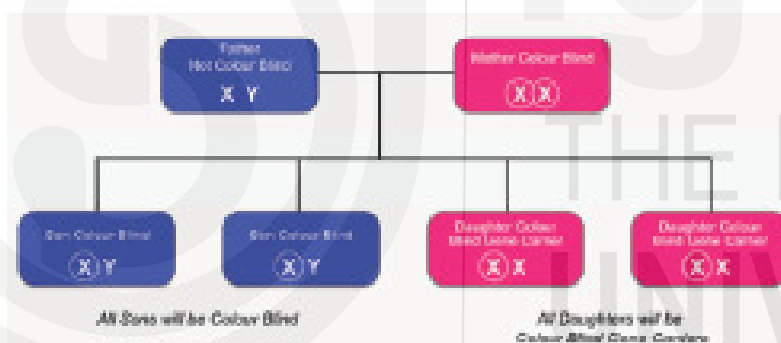 Father
Not Colour Blind
X Y
Mother Colour Blind
X X
Son Colour Blind
X Y
Son Colour Blind
X Y
Daughter Colour
Blind Gene Carrier
X X
Daughter Colour
Blind Gene Carrier
X X
All Sons will be Colour Blind
All Daughters will be
Colour Blind Gene Carriers
THE
UNIV